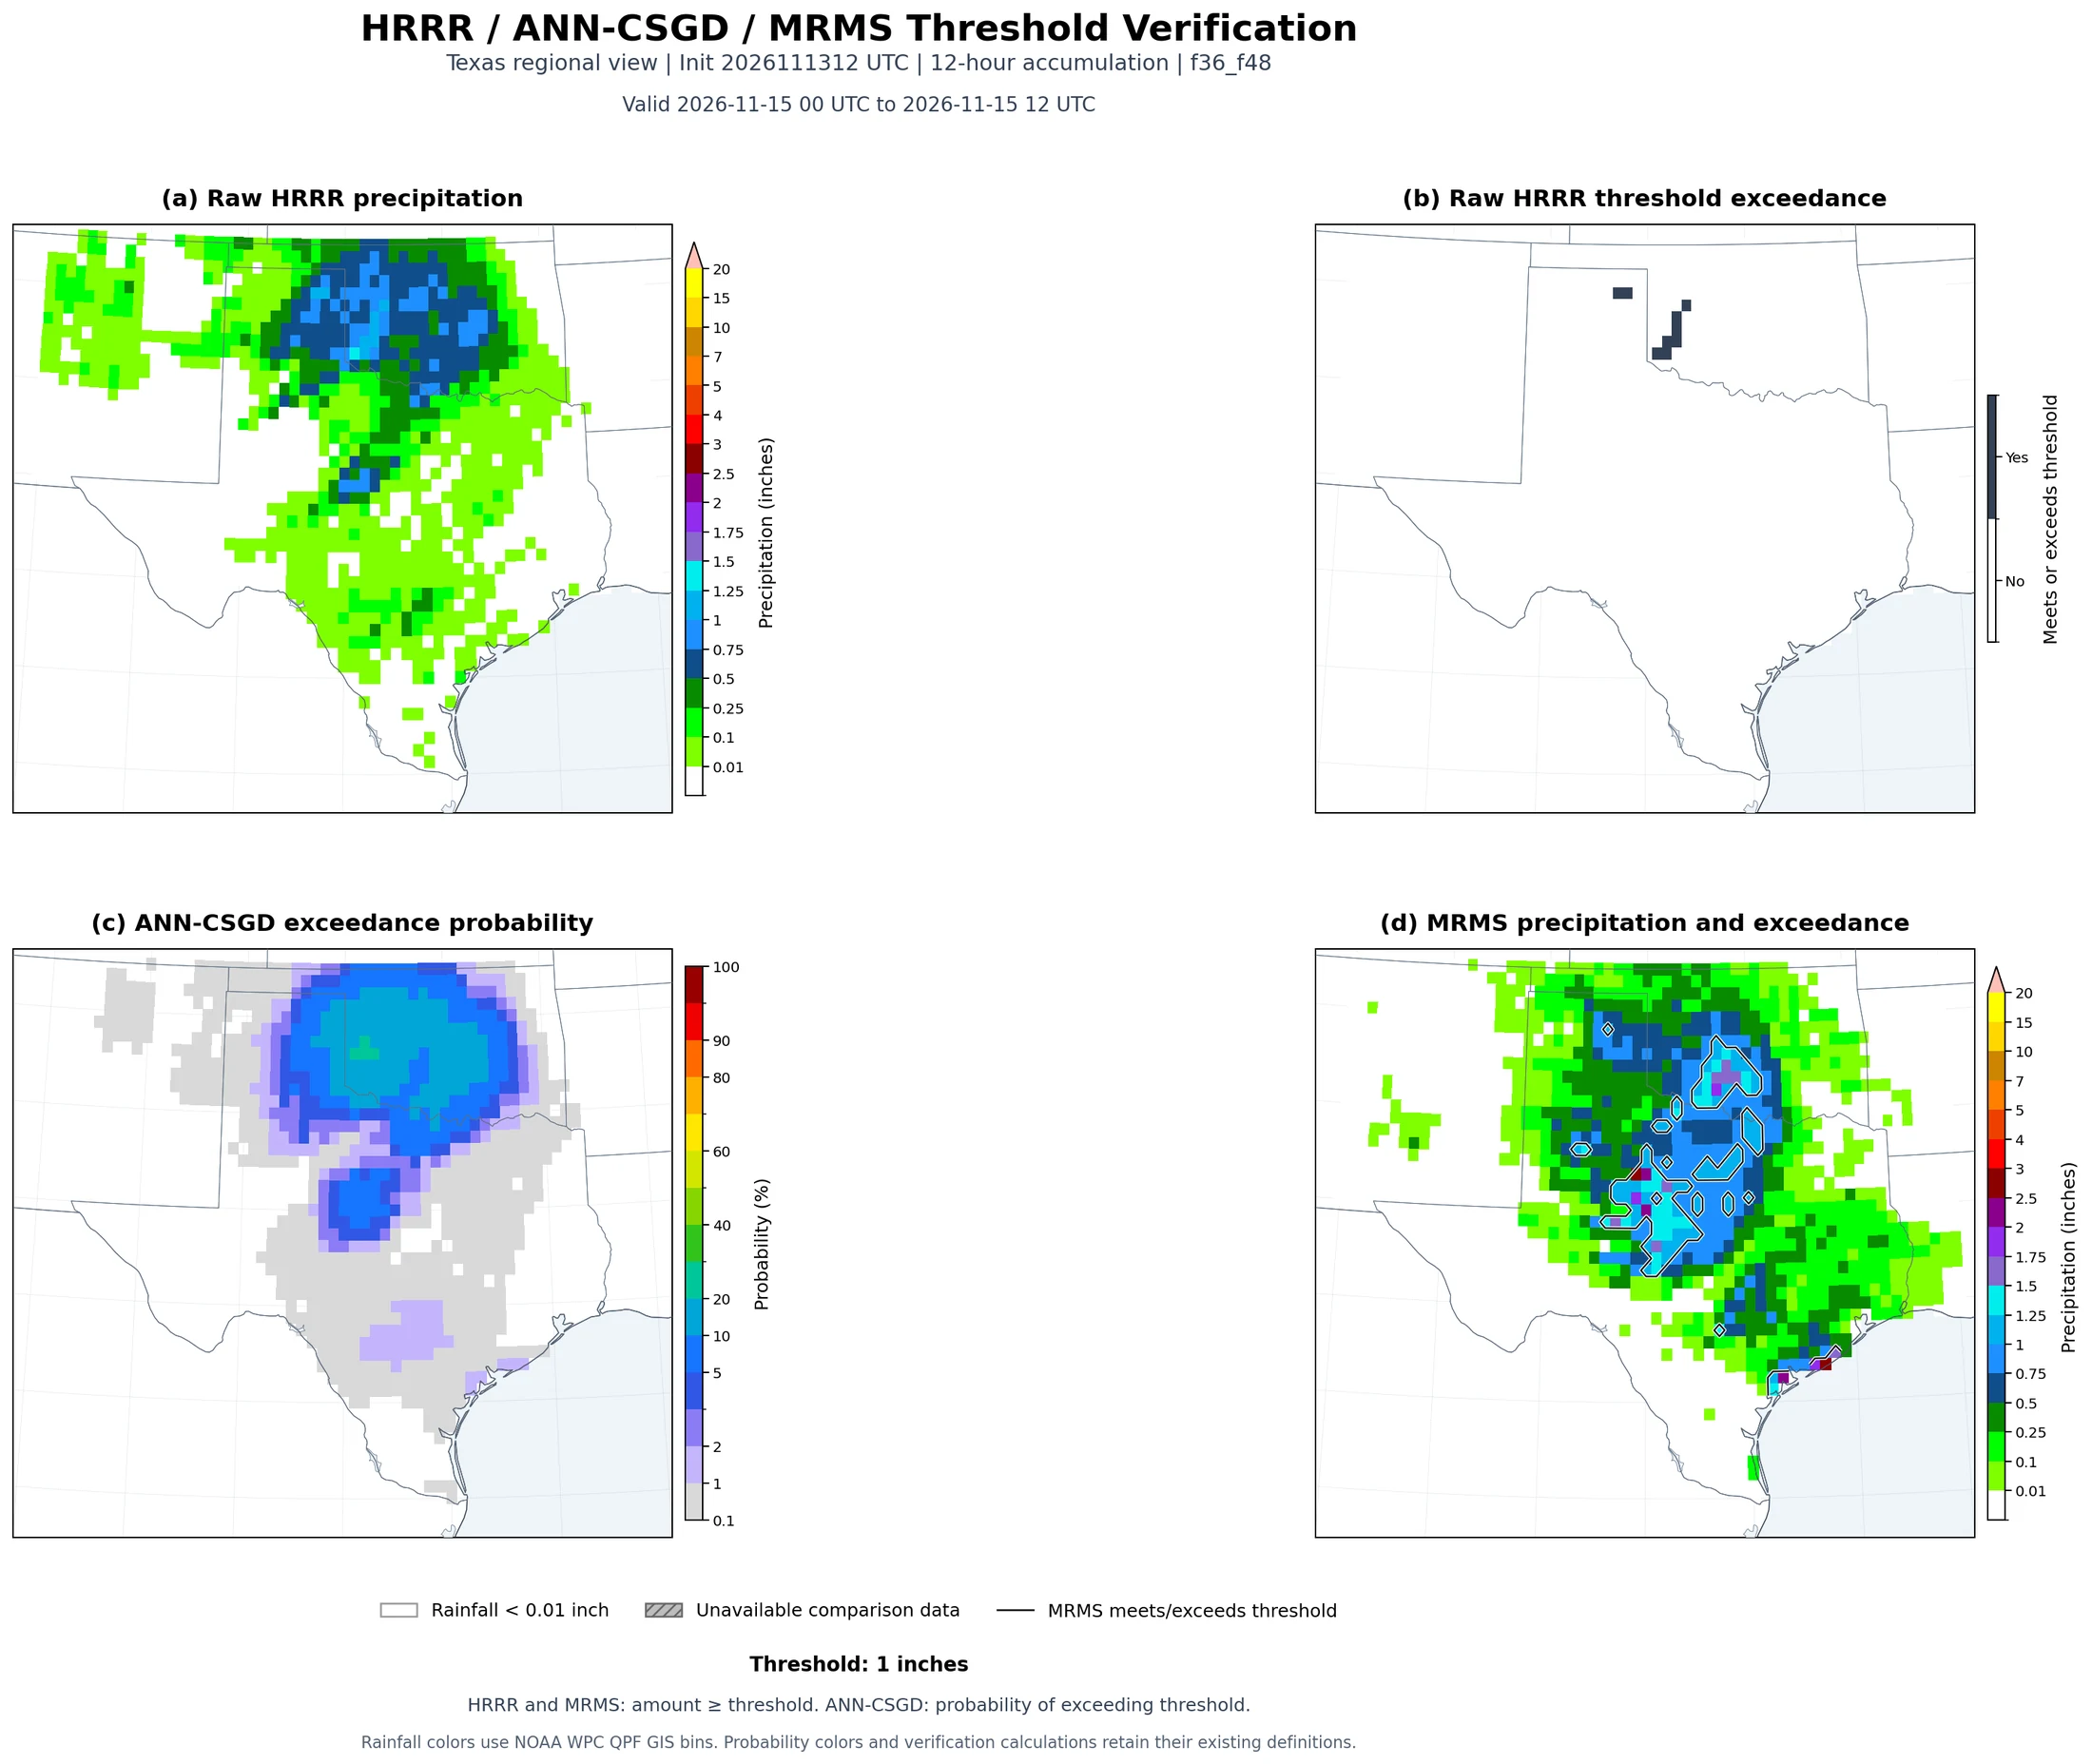 HRRR / ANN-CSGD / MRMS Threshold Verification
Texas regional view | Init 2026111312 UTC | 12-hour accumulation | f36_f48
Valid 2026-11-15 00 UTC to 2026-11-15 12 UTC
(a) Raw HRRR precipitation
20
15
10
7
5
4
3
2.5
2
1.75
1.5
1.25
1
0.75
0.5
0.25
0.1
0.01
Precipitation (inches)
(b) Raw HRRR threshold exceedance
Yes
No
Meets or exceeds threshold
(c) ANN-CSGD exceedance probability
100
90
80
60
40
20
10
5
2
1
0.1
Probability (%)
(d) MRMS precipitation and exceedance
20
15
10
7
5
4
3
2.5
2
1.75
1.5
1.25
1
0.75
0.5
0.25
0.1
0.01
Precipitation (inches)
Rainfall < 0.01 inch
Unavailable comparison data
MRMS meets/exceeds threshold
Threshold: 1 inches
HRRR and MRMS: amount ≥ threshold. ANN-CSGD: probability of exceeding threshold.
Rainfall colors use NOAA WPC QPF GIS bins. Probability colors and verification calculations retain their existing definitions.